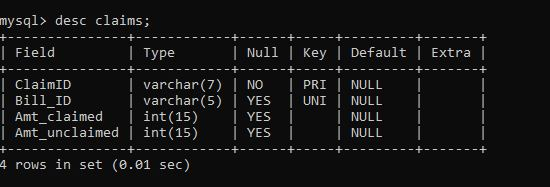 mysql> desc claims;
+---------------+------------+------+-----+---------+-------+
| Field         | Type       | Null | Key | Default | Extra |
+---------------+------------+------+-----+---------+-------+
| ClaimID       | varchar(7) | NO   | PRI | NULL    |       |
| Bill_ID       | varchar(5) | YES  | UNI | NULL    |       |
| Amt_claimed   | int(15)    | YES  |     | NULL    |       |
| Amt_unclaimed | int(15)    | YES  |     | NULL    |       |
+---------------+------------+------+-----+---------+-------+
4 rows in set (0.01 sec)